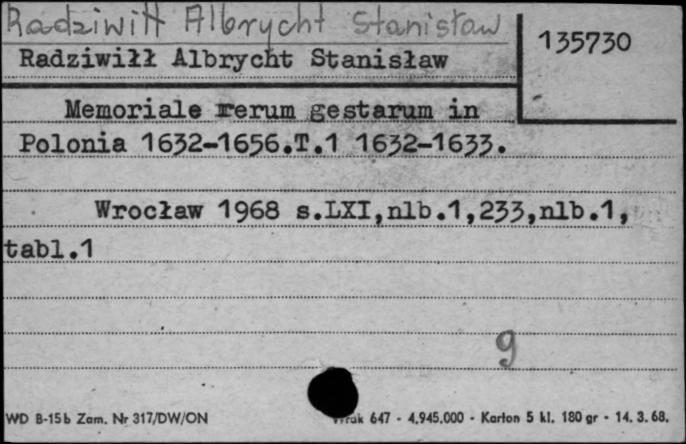 Radziwiłł Albrycht Stanisław
135730
Radziwiłł Albrycht Stanisław
Memoriale rerum gestarum in
Polonia 1632-1656.T.1 1632-1633.
Wrocław 1968 s.LXI,nlb.1,233,nlb.1,
tabl.1
g
WD B-15b Zam. Nr 317/DW/ON
647 - 4.945.000 - Karton 5 kl. 180 gr - 14. 3. 68.